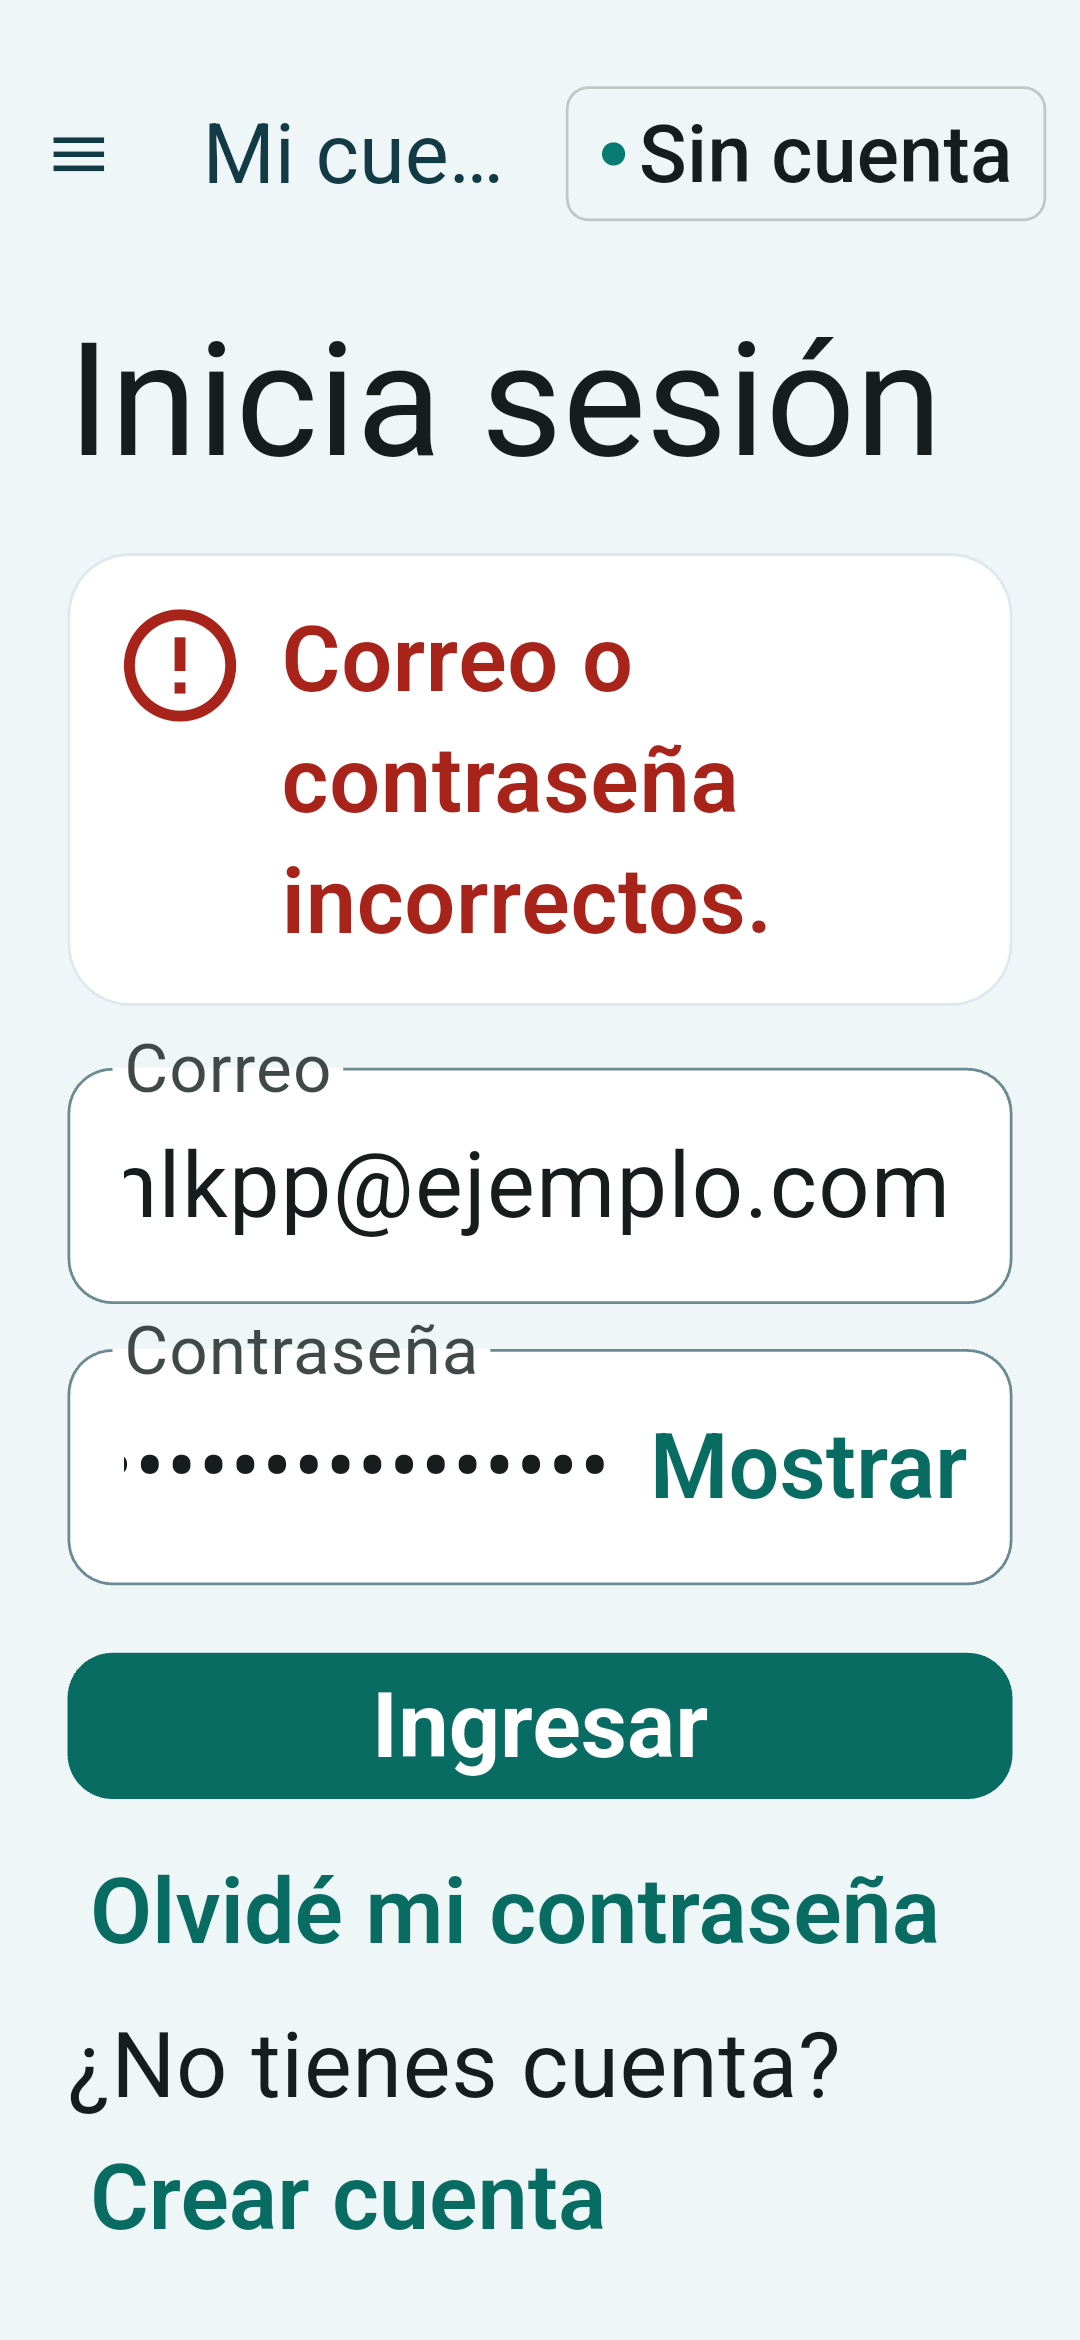 Mi cue...
Sin cuenta
Inicia sesión
Correo o
contraseña
incorrectos.
Correo
lkpp@ejemplo.com
Contraseña
Mostrar
Ingresar
Olvidé mi contraseña
¿No tienes cuenta?
Crear cuenta